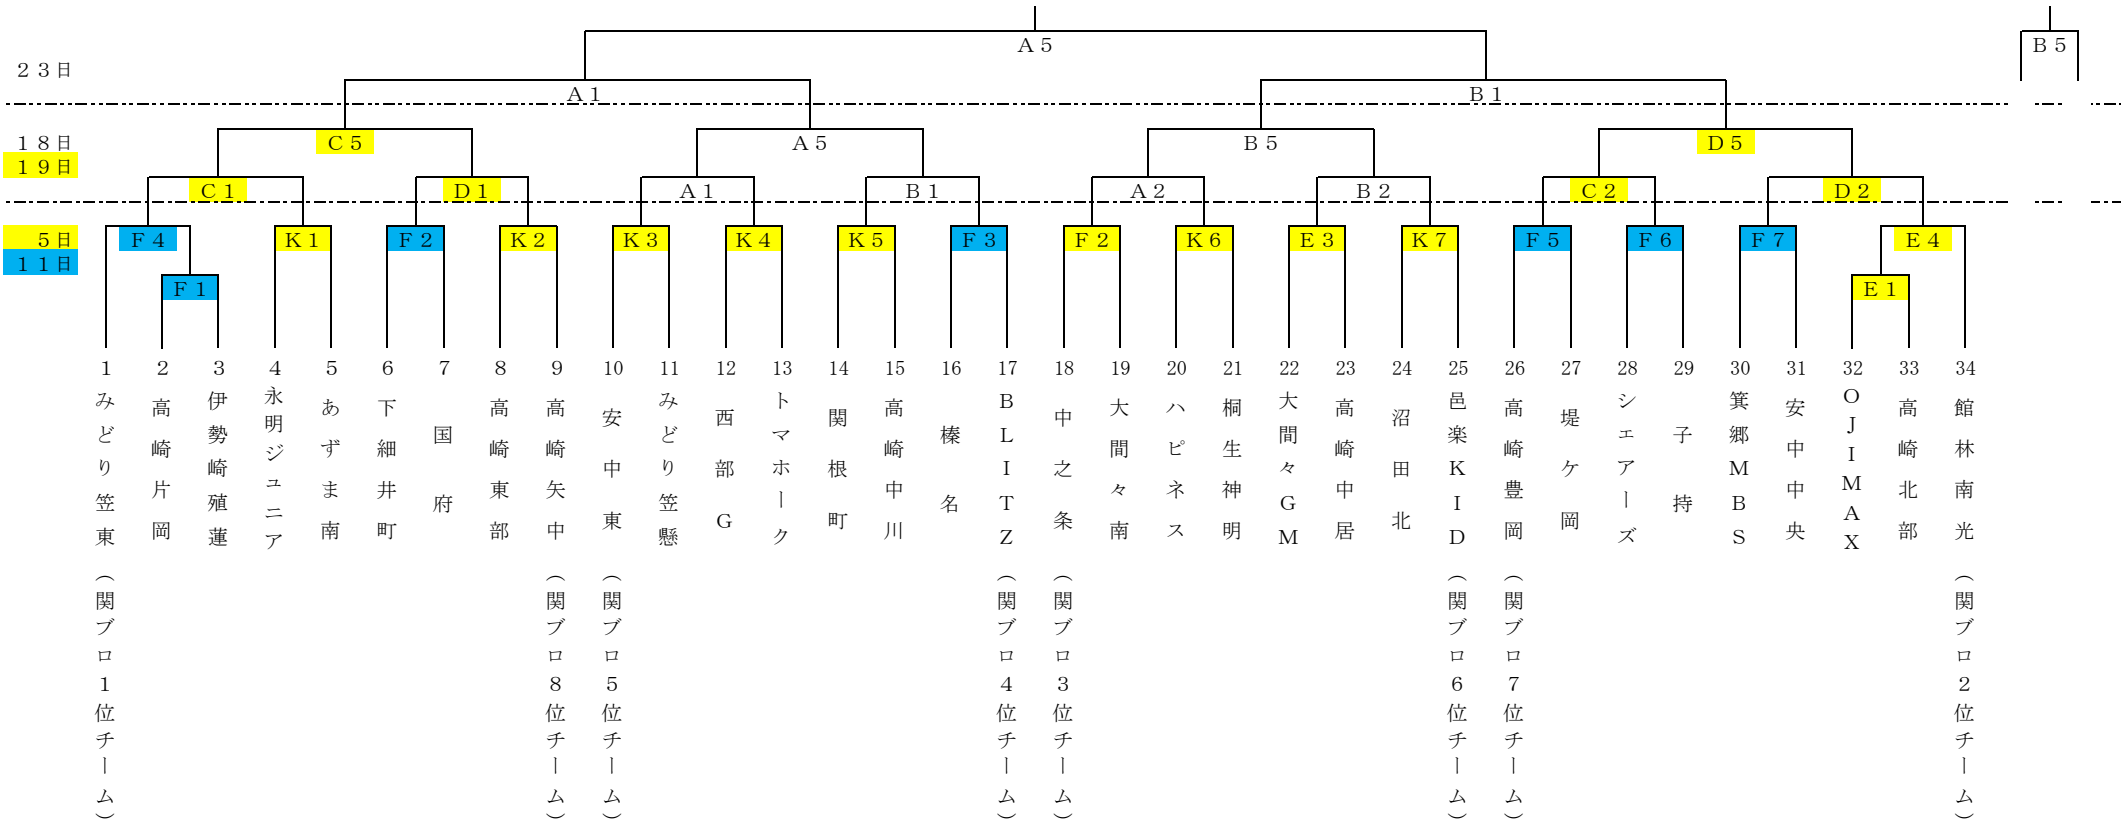 Ａ５
Ｂ５
２３日
Ａ１
Ｂ１
１８日
Ｃ５
Ａ５
Ｂ５
Ｄ５
１９日
Ｃ１
Ｄ１
Ａ１
Ｂ１
Ａ２
Ｂ２
Ｃ２
Ｄ２
５日
Ｆ４
Ｋ１
Ｆ２
Ｋ２
Ｋ３
Ｋ４
Ｋ５
Ｆ３
Ｆ２
Ｋ６
Ｅ３
Ｋ７
Ｆ５
Ｆ６
Ｆ７
Ｅ４
１１日
Ｆ１
Ｅ１
1 みどり笠東（関ブロ１位チーム）
2 高崎片岡
3 伊勢崎殖蓮
4 永明ジュニア
5 あずま南
6 下細井町
7 国府
8 高崎東部
9 高崎矢中（関ブロ８位チーム）
10 安中東（関ブロ５位チーム）
11 みどり笠懸
12 西部Ｇ
13 トマホーク
14 関根町
15 高崎中川
16 榛名
17 ＢＬＩＴＺ（関ブロ４位チーム）
18 中之条（関ブロ３位チーム）
19 大間々南
20 ハピネス
21 桐生神明
22 大間々ＧＭ
23 高崎中居
24 沼田北
25 邑楽ＫＩＤ（関ブロ６位チーム）
26 高崎豊岡（関ブロ７位チーム）
27 堤ケ岡
28 シェアーズ
29 子持
30 箕郷ＭＢＳ
31 安中中央
32 ＯＪＩＭＡＸ
33 高崎北部
34 館林南光（関ブロ２位チーム）